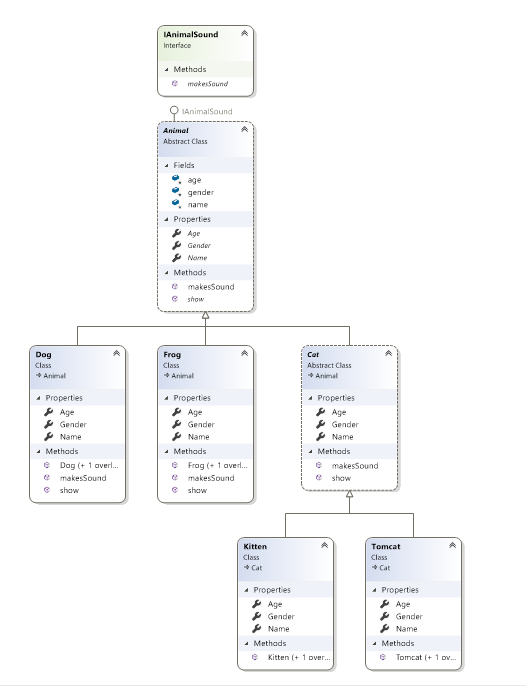 IAnimalSound
Interface
Methods
makesSound
IAnimalSound
Animal
Abstract Class
Fields
age
gender
name
Properties
Age
Gender
Name
Methods
makesSound
show
Dog
Class
Animal
Properties
Age
Gender
Name
Methods
Dog (+ 1 overl...
makesSound
show
Frog
Class
Animal
Properties
Age
Gender
Name
Methods
Frog (+ 1 overl...
makesSound
show
Cat
Abstract Class
Animal
Properties
Age
Gender
Name
Methods
makesSound
show
Kitten
Class
Cat
Properties
Age
Gender
Name
Methods
Kitten (+ 1 over...
Tomcat
Class
Cat
Properties
Age
Gender
Name
Methods
Tomcat (+ 1 ov...